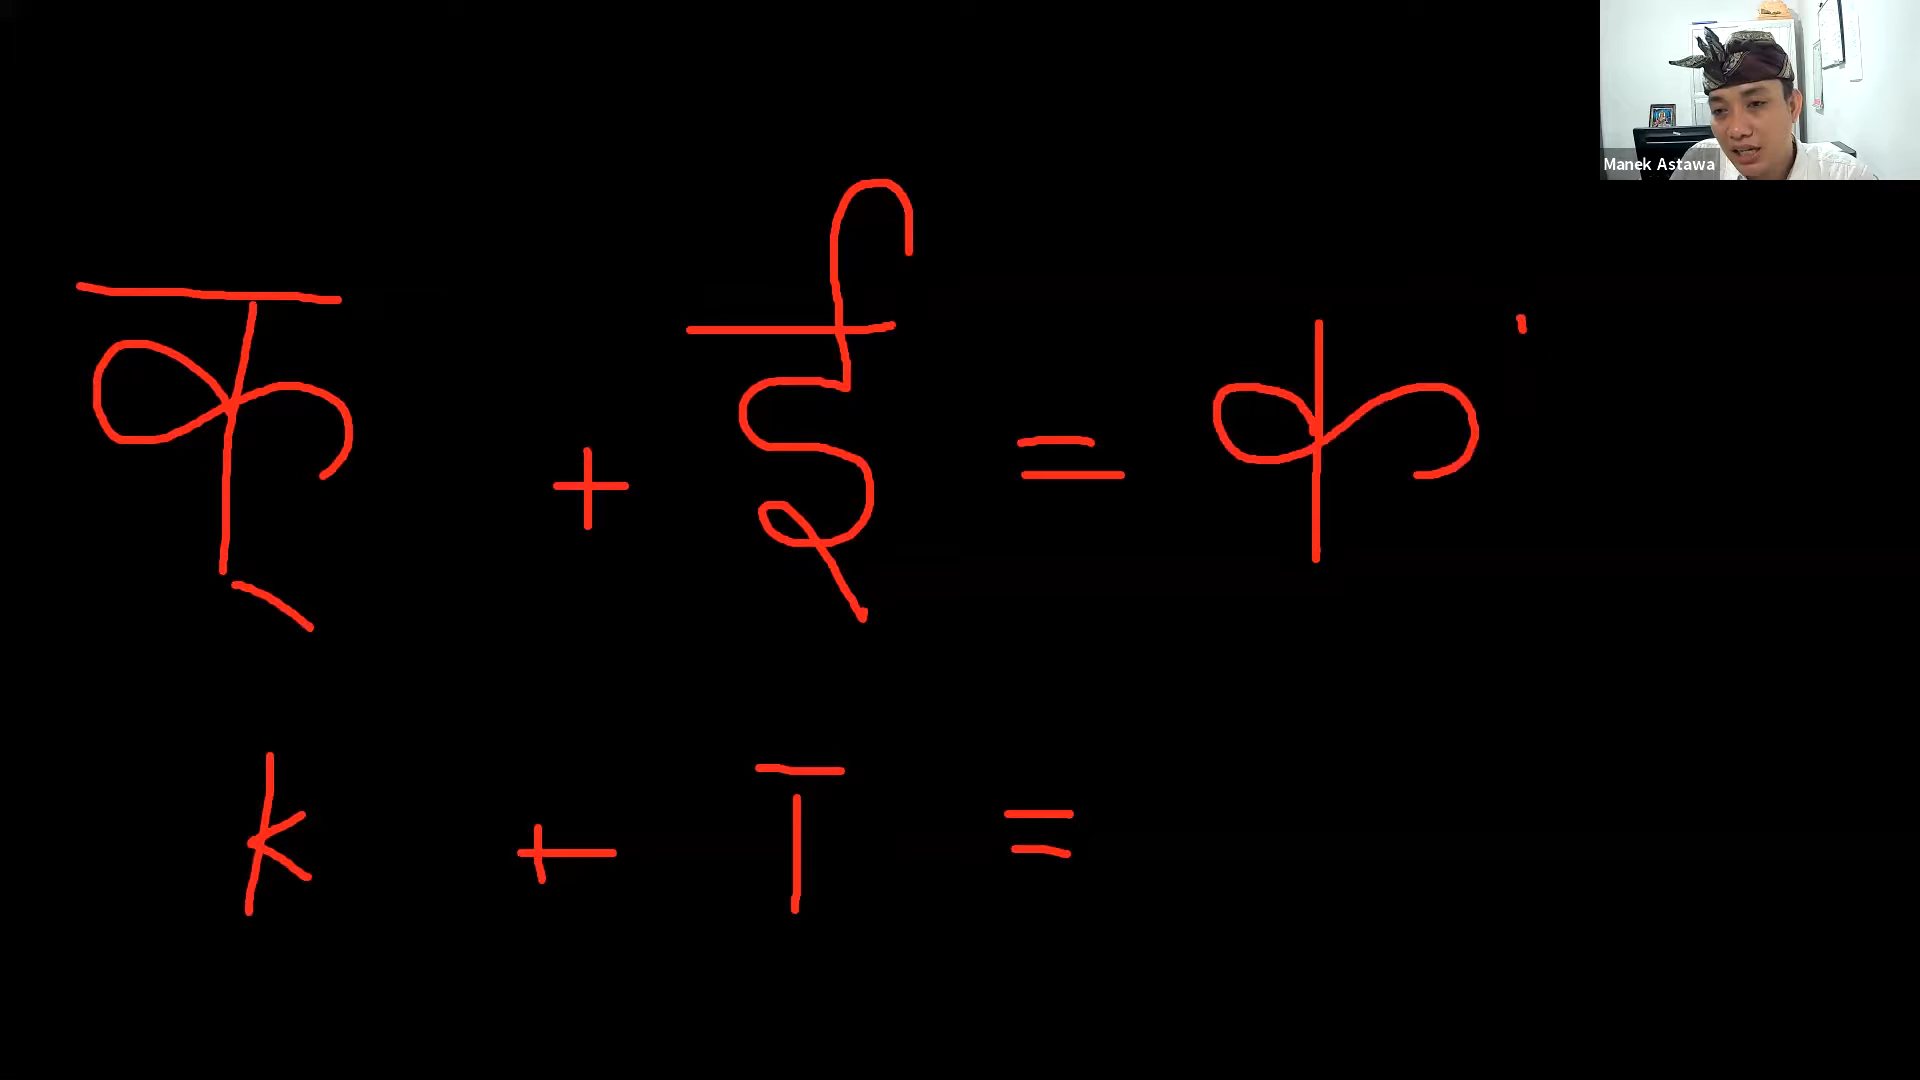 Manek Astawa
क् + ई = क
k + ī =